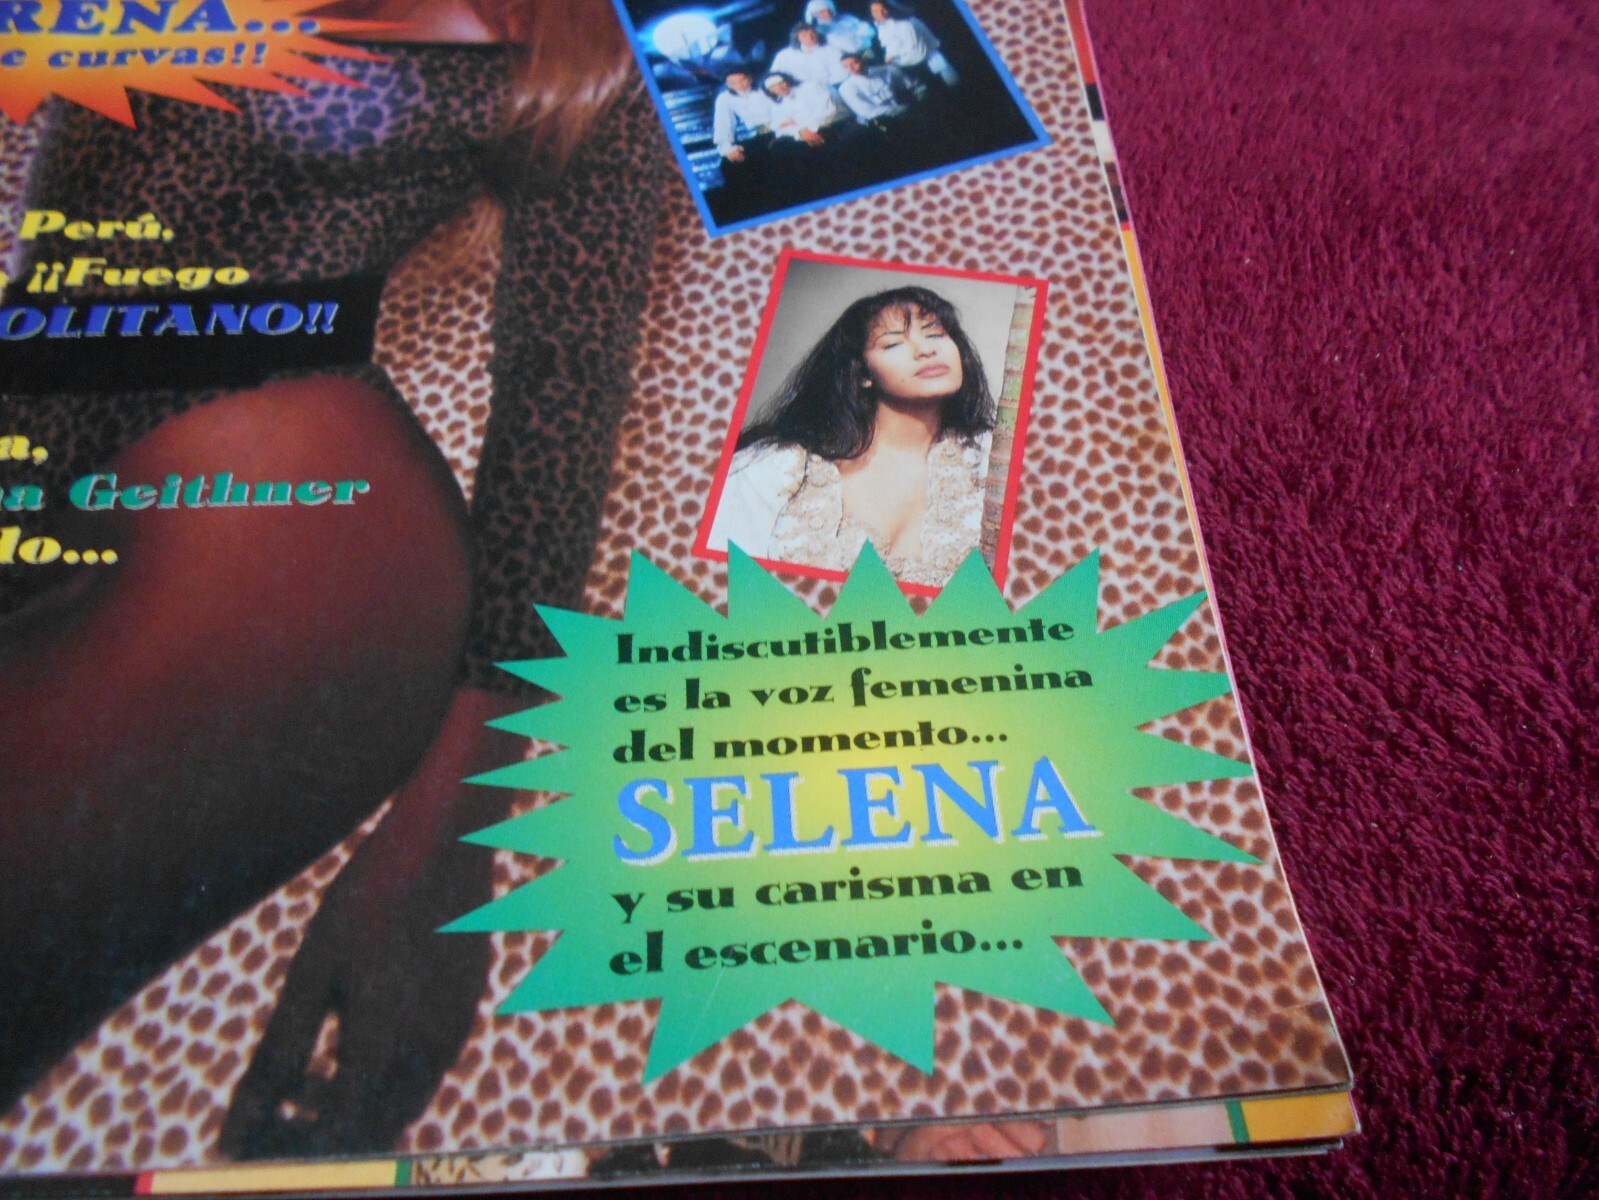 RENA...
e curvas!!
Perú,
¡¡Fuego
OLITANO!!
a,
a Geithner
do...
Indiscutiblemente
es la voz femenina
del momento...
SELENA
y su carisma en
el escenario...